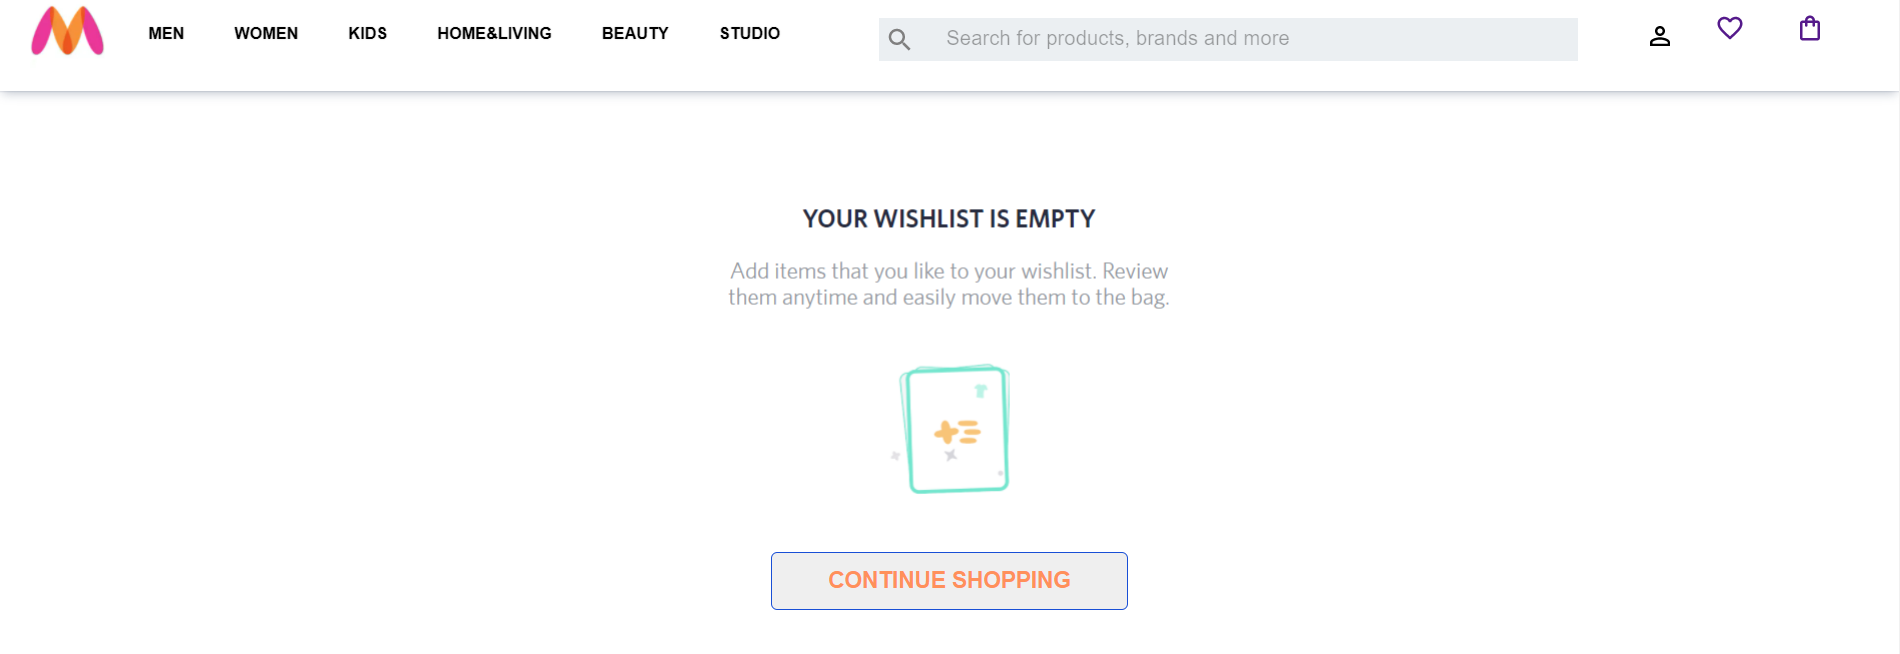 MEN WOMEN KIDS HOME&LIVING BEAUTY STUDIO Search for products, brands and more
YOUR WISHLIST IS EMPTY
Add items that you like to your wishlist. Review
them anytime and easily move them to the bag.
CONTINUE SHOPPING